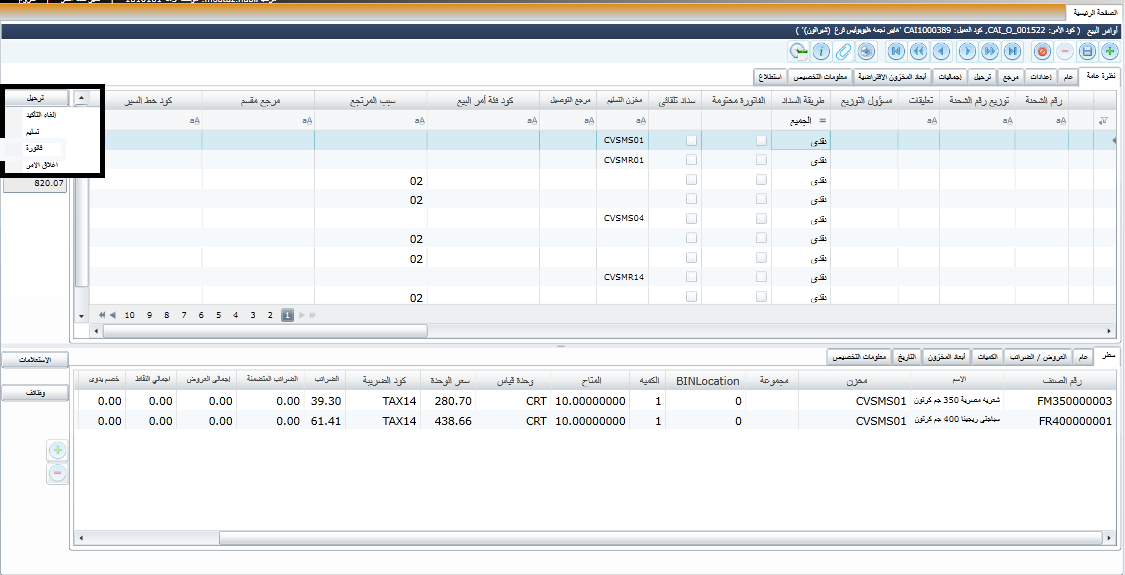 الصفحة الرئيسية
أوامر البيع ( كود الأمر: CAI_O_001522, كود العميل: CAI1000389 'هايبر نجمة هليوبوليس فرع (شيراتون)' )
نظرة عامة عام إعدادات مرجع ترحيل إجماليات أبعاد المخزون الإفتراضية معلومات التخصيص استطلاع
رقم الشحنة توزيع رقم الشحنة تعليقات مسؤول التوزيع طريقة السداد الفاتورة مختومة سداد تلقائى مخزن التسليم مرجع التوصيل كود فئة أمر البيع سبب المرتجع مرجع مقسم كود خط السير
= الجميع
نقدى CVSMS01
نقدى CVSMR01
نقدى 02
نقدى 02
نقدى CVSMS04
نقدى 02
نقدى 02
نقدى CVSMR14
نقدى 02
1 2 3 4 5 6 7 8 9 10
ترحيل
إلغاء التأكيد
تسليم
فاتورة
اغلاق الامر
820.07
سطر عام العروض / الضرائب الكميات أبعاد المخزون التاريخ معلومات التخصيص
الاستعلامات
وظائف
رقم الصنف الاسم مخزن مجموعة BINLocation الكميه المتاح وحدة قياس سعر الوحدة كود الضريبة الضرائب الضرائب المتضمنة إجمالى العروض إجمالي النقاط خصم يدوى
FM350000003 شعريه مصرية 350 جم كرتون CVSMS01 0 1 10.00000000 CRT 280.70 TAX14 39.30 0.00 0.00 0.00 0.00
FR400000001 سباجتى ريجينا 400 جم كرتون CVSMS01 0 1 10.00000000 CRT 438.66 TAX14 61.41 0.00 0.00 0.00 0.00